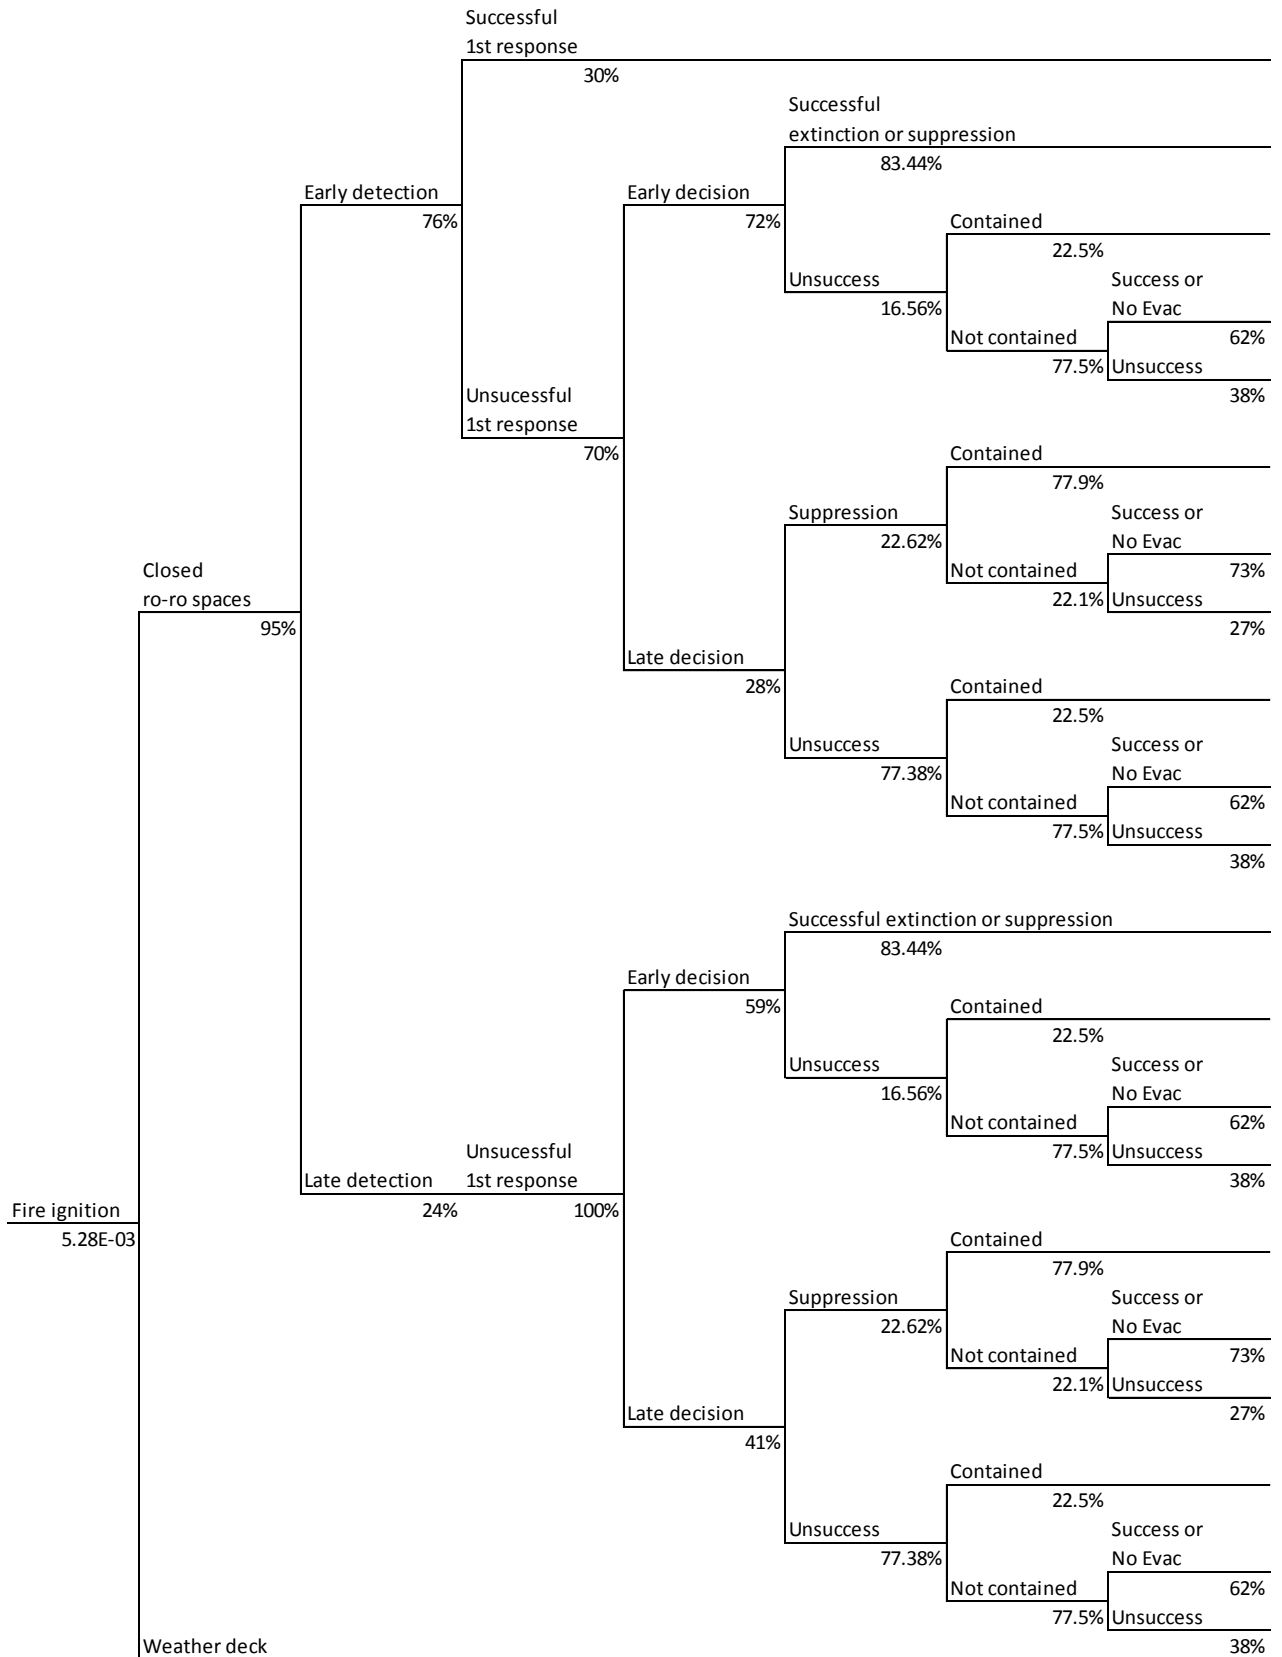 Successful
1st response
30%
Successful
extinction or suppression
83.44%
Early detection
Early decision
76%
72%
Contained
22.5%
Unsuccess
Success or
16.56%
No Evac
Not contained
62%
77.5%
Unsuccess
Unsucessful
38%
1st response
70%
Contained
77.9%
Suppression
Success or
22.62%
No Evac
Closed
Not contained
73%
ro-ro spaces
22.1%
Unsuccess
95%
27%
Late decision
28%
Contained
22.5%
Unsuccess
Success or
77.38%
No Evac
Not contained
62%
77.5%
Unsuccess
38%
Successful extinction or suppression
83.44%
Early decision
59%
Contained
22.5%
Unsuccess
Success or
16.56%
No Evac
Not contained
62%
Unsucessful
77.5%
Unsuccess
Late detection
1st response
38%
24%
100%
Fire ignition
5.28E-03
Contained
77.9%
Suppression
Success or
22.62%
No Evac
Not contained
73%
22.1%
Unsuccess
Late decision
27%
41%
Contained
22.5%
Unsuccess
Success or
77.38%
No Evac
Not contained
62%
77.5%
Unsuccess
Weather deck
38%